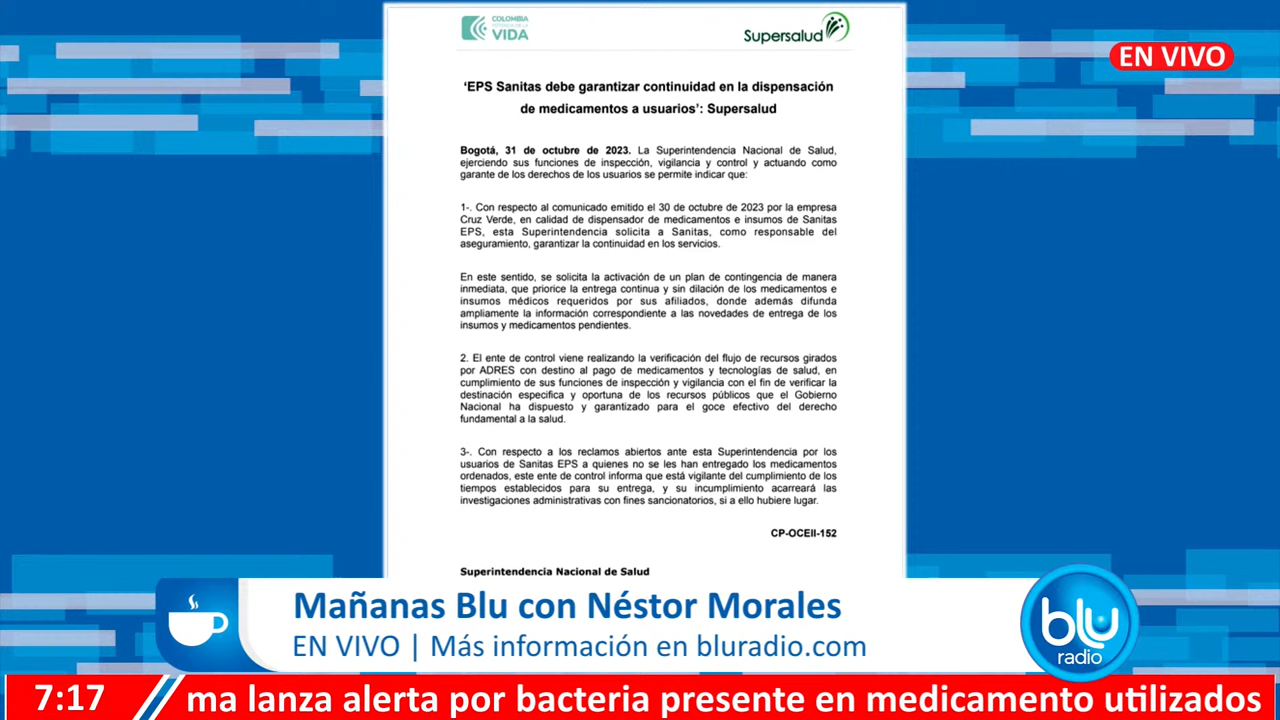 COLOMBIA
POTENCIA DE LA
VIDA
Supersalud
EN VIVO
‘EPS Sanitas debe garantizar continuidad en la dispensación
de medicamentos a usuarios’: Supersalud
Bogotá, 31 de octubre de 2023. La Superintendencia Nacional de Salud,
ejerciendo sus funciones de inspección, vigilancia y control y actuando como
garante de los derechos de los usuarios se permite indicar que:
1-. Con respecto al comunicado emitido el 30 de octubre de 2023 por la empresa
Cruz Verde, en calidad de dispensador de medicamentos e insumos de Sanitas
EPS, esta Superintendencia solicita a Sanitas, como responsable del
aseguramiento, garantizar la continuidad en los servicios.
En este sentido, se solicita la activación de un plan de contingencia de manera
inmediata, que priorice la entrega continua y sin dilación de los medicamentos e
insumos médicos requeridos por sus afiliados, donde además difunda
ampliamente la información correspondiente a las novedades de entrega de los
insumos y medicamentos pendientes.
2. El ente de control viene realizando la verificación del flujo de recursos girados
por ADRES con destino al pago de medicamentos y tecnologías de salud, en
cumplimiento de sus funciones de inspección y vigilancia con el fin de verificar la
destinación especifica y oportuna de los recursos públicos que el Gobierno
Nacional ha dispuesto y garantizado para el goce efectivo del derecho
fundamental a la salud.
3-. Con respecto a los reclamos abiertos ante esta Superintendencia por los
usuarios de Sanitas EPS a quienes no se les han entregado los medicamentos
ordenados, este ente de control informa que está vigilante del cumplimiento de los
tiempos establecidos para su entrega, y su incumplimiento acarreará las
investigaciones administrativas con fines sancionatorios, si a ello hubiere lugar.
CP-OCEII-152
Superintendencia Nacional de Salud
Mañanas Blu con Néstor Morales
EN VIVO | Más información en bluradio.com
blu
radio
7:17
ma lanza alerta por bacteria presente en medicamento utilizados